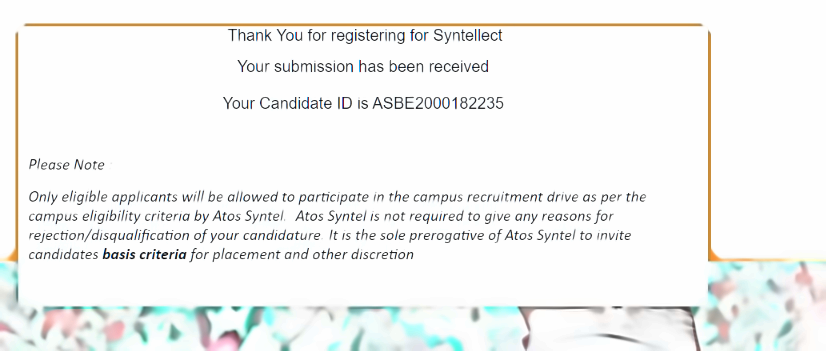 Thank You for registering for Syntellect
Your submission has been received
Your Candidate ID is ASBE2000182235
Please Note
Only eligible applicants will be allowed to participate in the campus recruitment drive as per the
campus eligibility criteria by Atos Syntel. Atos Syntel is not required to give any reasons for
rejection/disqualification of your candidature. It is the sole prerogative of Atos Syntel to invite
candidates basis criteria for placement and other discretion